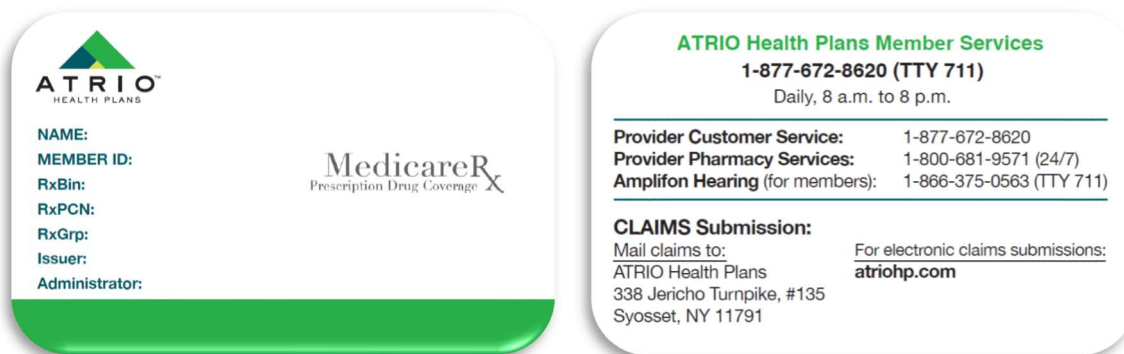 ATRIO™
HEALTH PLANS
NAME:
MEMBER ID:
RxBin:
RxPCN:
RxGrp:
Issuer:
Administrator:
MedicareRx
Prescription Drug Coverage
ATRIO Health Plans Member Services
1-877-672-8620 (TTY 711)
Daily, 8 a.m. to 8 p.m.
Provider Customer Service: 1-877-672-8620
Provider Pharmacy Services: 1-800-681-9571 (24/7)
Amplifon Hearing (for members): 1-866-375-0563 (TTY 711)
CLAIMS Submission:
Mail claims to:
ATRIO Health Plans
338 Jericho Turnpike, #135
Syosset, NY 11791
For electronic claims submissions:
atriohp.com